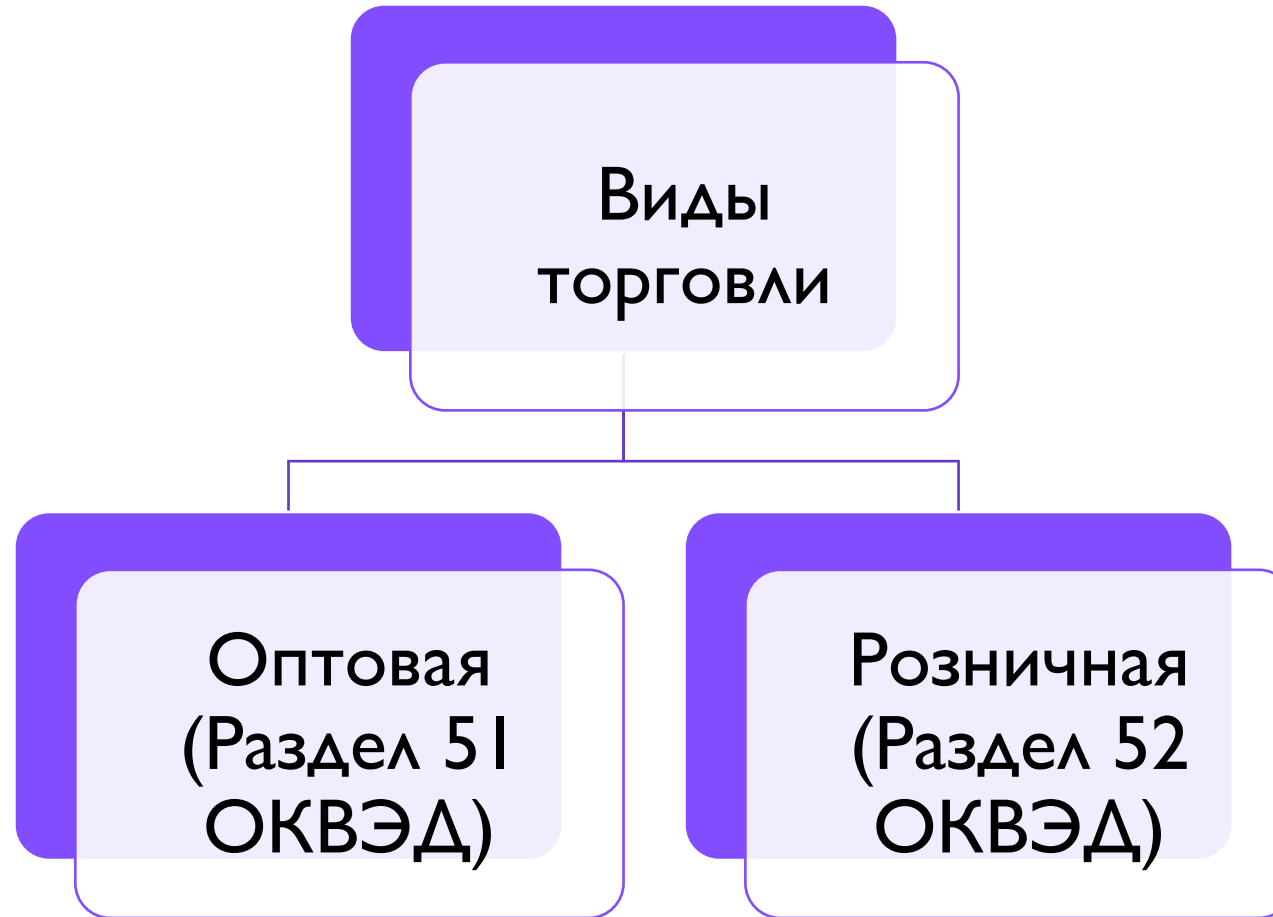 Виды
торговли
Оптовая
(Раздел 51
ОКВЭД)
Розничная
(Раздел 52
ОКВЭД)